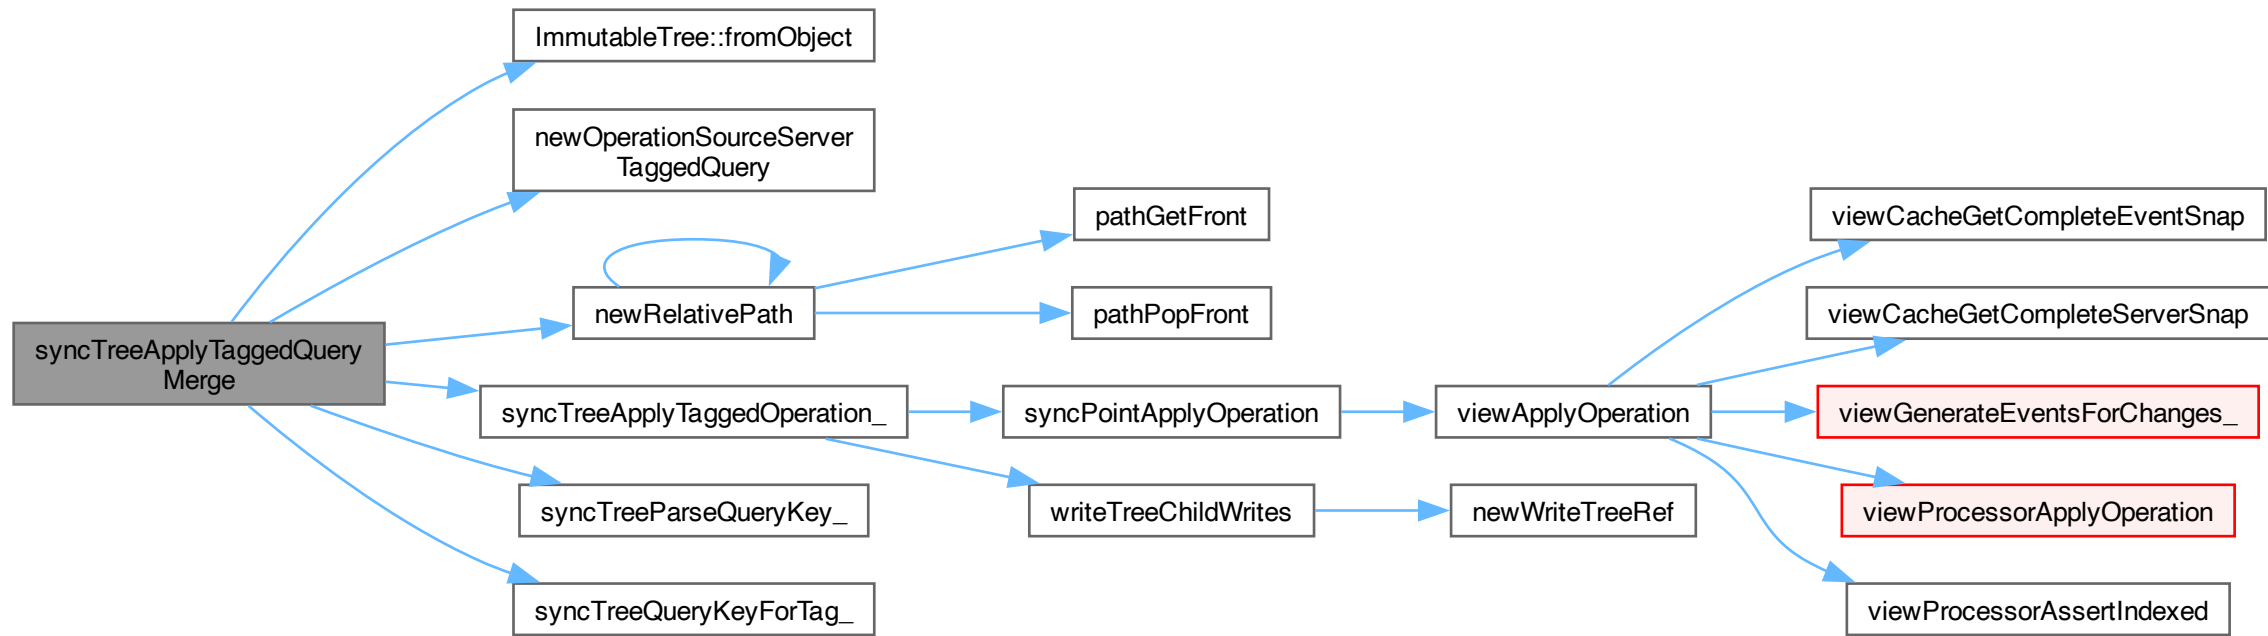 ImmutableTree::fromObject
newOperationSourceServer
TaggedQuery
pathGetFront
viewCacheGetCompleteEventSnap
newRelativePath
pathPopFront
viewCacheGetCompleteServerSnap
syncTreeApplyTaggedQuery
Merge
syncTreeApplyTaggedOperation_
syncPointApplyOperation
viewApplyOperation
viewGenerateEventsForChanges_
syncTreeParseQueryKey_
writeTreeChildWrites
newWriteTreeRef
viewProcessorApplyOperation
syncTreeQueryKeyForTag_
viewProcessorAssertIndexed